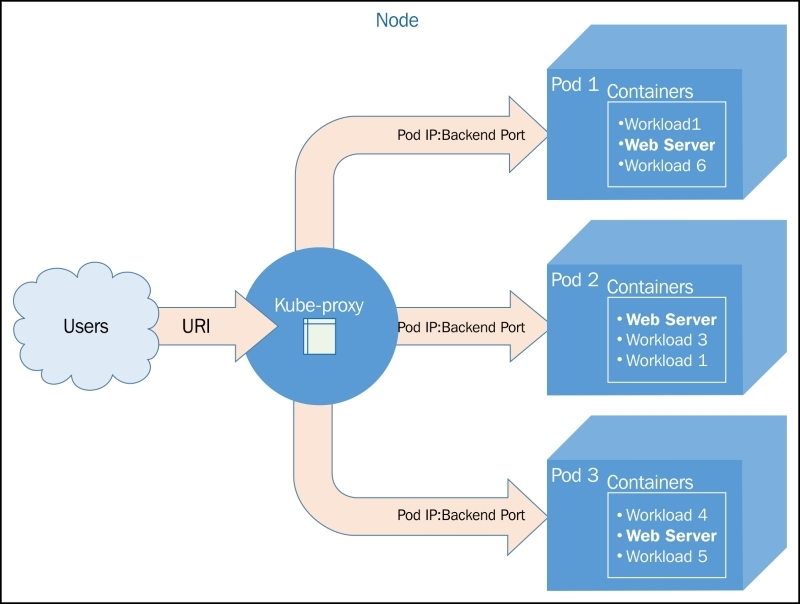 Node
Users
URI
Kube-proxy
Pod IP:Backend Port
Pod 1
Containers
•Workload1
•Web Server
•Workload 6
Pod IP:Backend Port
Pod 2
Containers
• Web Server
• Workload 3
• Workload 1
Pod IP:Backend Port
Pod 3
Containers
• Workload 4
• Web Server
• Workload 5